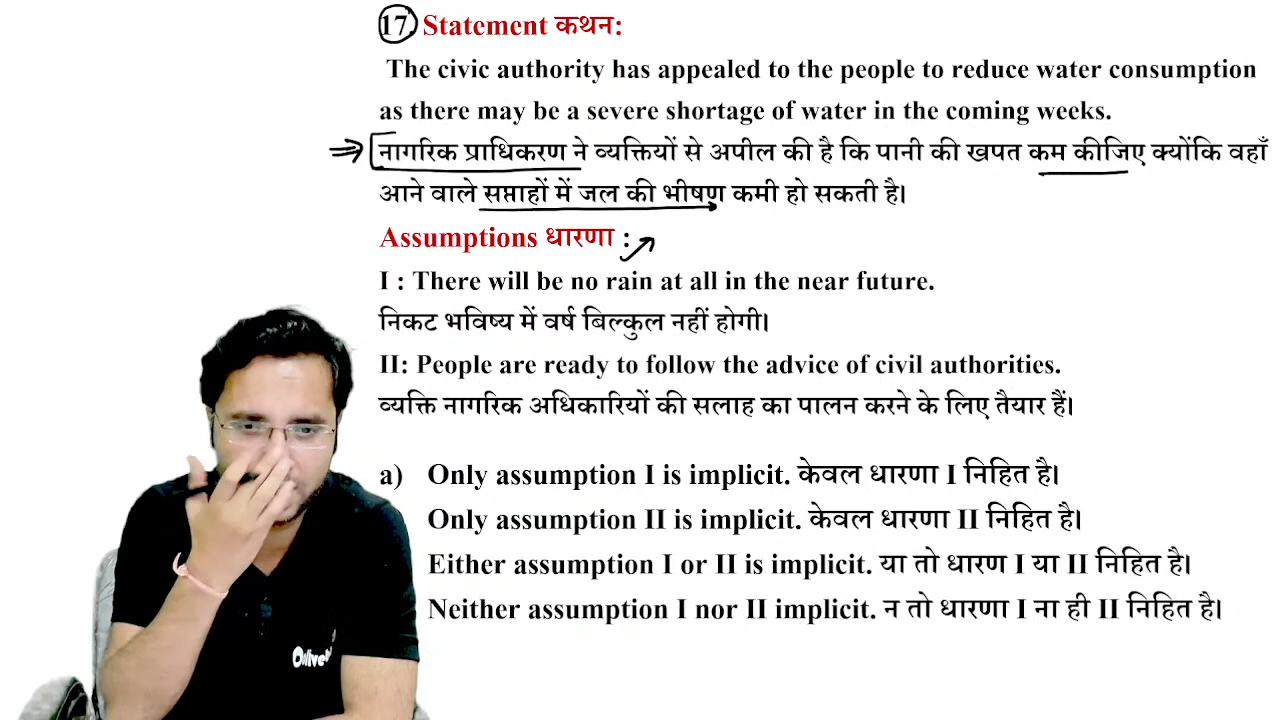 17 Statement कथन:
The civic authority has appealed to the people to reduce water consumption
as there may be a severe shortage of water in the coming weeks.
नागरिक प्राधिकरण ने व्यक्तियों से अपील की है कि पानी की खपत कम कीजिए क्योंकि वहाँ
आने वाले सप्ताहों में जल की भीषण कमी हो सकती है।
Assumptions धारणा :
I : There will be no rain at all in the near future.
निकट भविष्य में वर्ष बिल्कुल नहीं होगी।
II: People are ready to follow the advice of civil authorities.
व्यक्ति नागरिक अधिकारियों की सलाह का पालन करने के लिए तैयार हैं।
a) Only assumption I is implicit. केवल धारणा I निहित है।
Only assumption II is implicit. केवल धारणा II निहित है।
Either assumption I or II is implicit. या तो धारण I या II निहित है।
Neither assumption I nor II implicit. न तो धारणा I ना ही II निहित है।